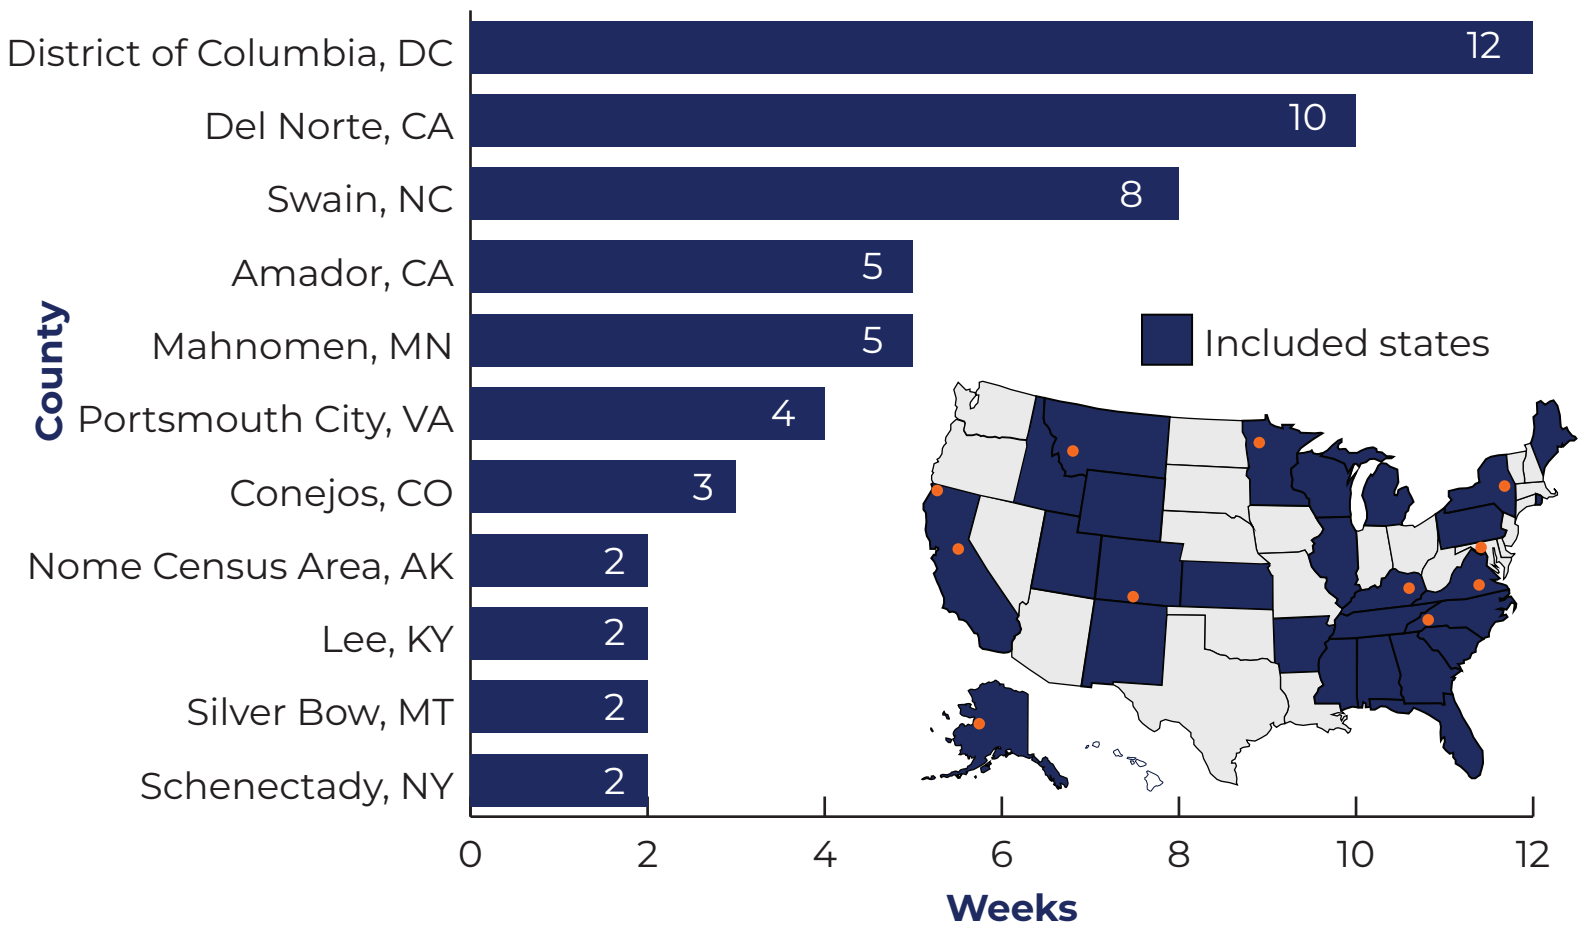 District of Columbia, DC
12
Del Norte, CA
10
Swain, NC
8
Amador, CA
5
Mahnomen, MN
5
Portsmouth City, VA
4
Conejos, CO
3
Nome Census Area, AK
2
Lee, KY
2
Silver Bow, MT
2
Schenectady, NY
2
County
Included states
0 2 4 6 8 10 12
Weeks